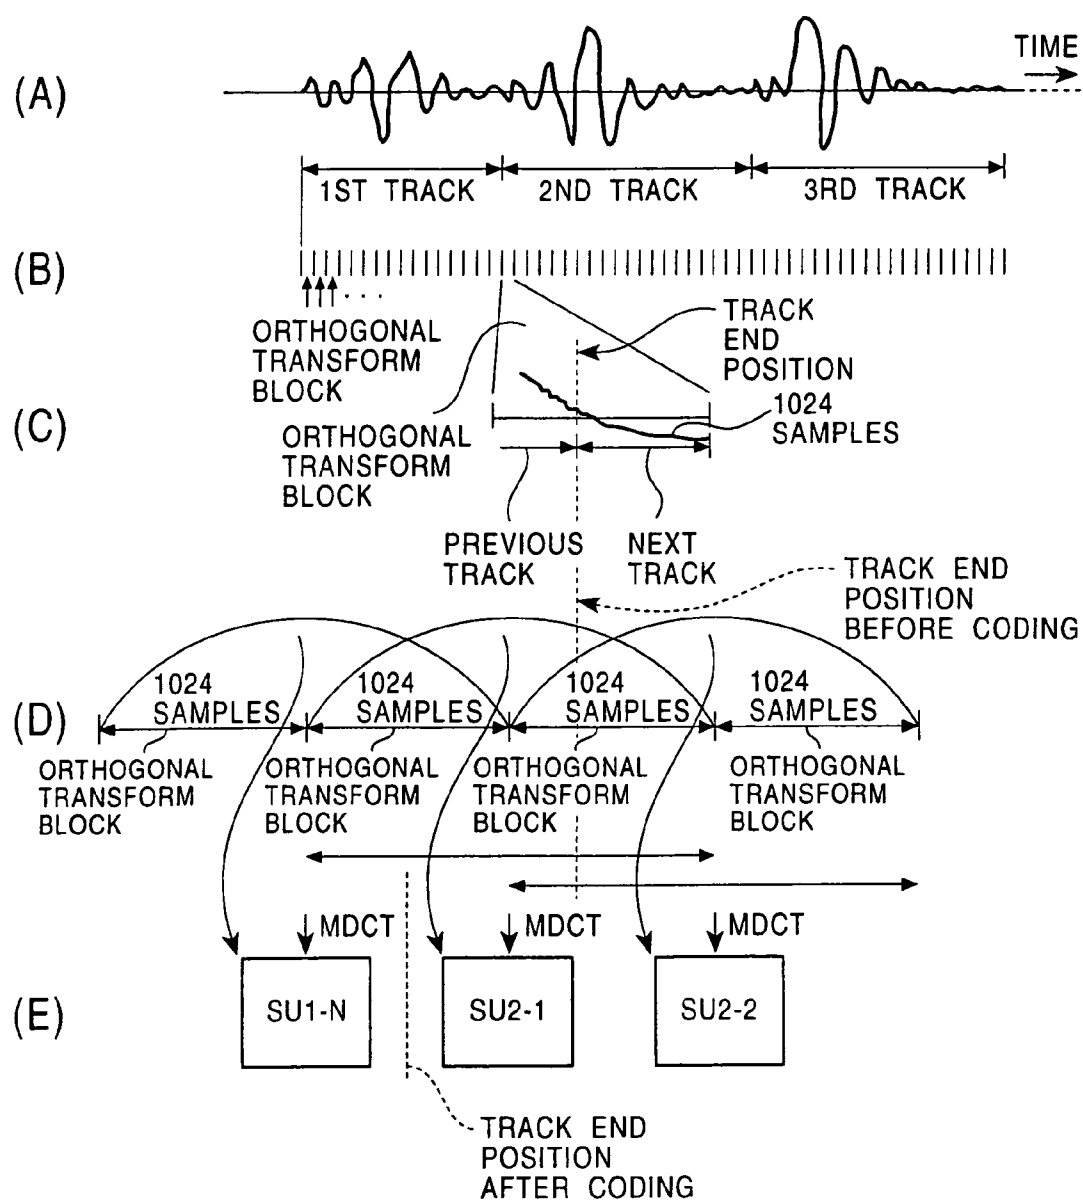 TIME
(A)
1ST TRACK
2ND TRACK
3RD TRACK
(B)
. . .
ORTHOGONAL
TRANSFORM
BLOCK
TRACK
END
POSITION
(C)
ORTHOGONAL
TRANSFORM
BLOCK
1024
SAMPLES
PREVIOUS
TRACK
NEXT
TRACK
TRACK END
POSITION
BEFORE CODING
(D)
1024
SAMPLES
1024
SAMPLES
1024
SAMPLES
1024
SAMPLES
ORTHOGONAL
TRANSFORM
BLOCK
ORTHOGONAL
TRANSFORM
BLOCK
ORTHOGONAL
TRANSFORM
BLOCK
ORTHOGONAL
TRANSFORM
BLOCK
MDCT
MDCT
MDCT
(E)
SU1-N
SU2-1
SU2-2
TRACK END
POSITION
AFTER CODING